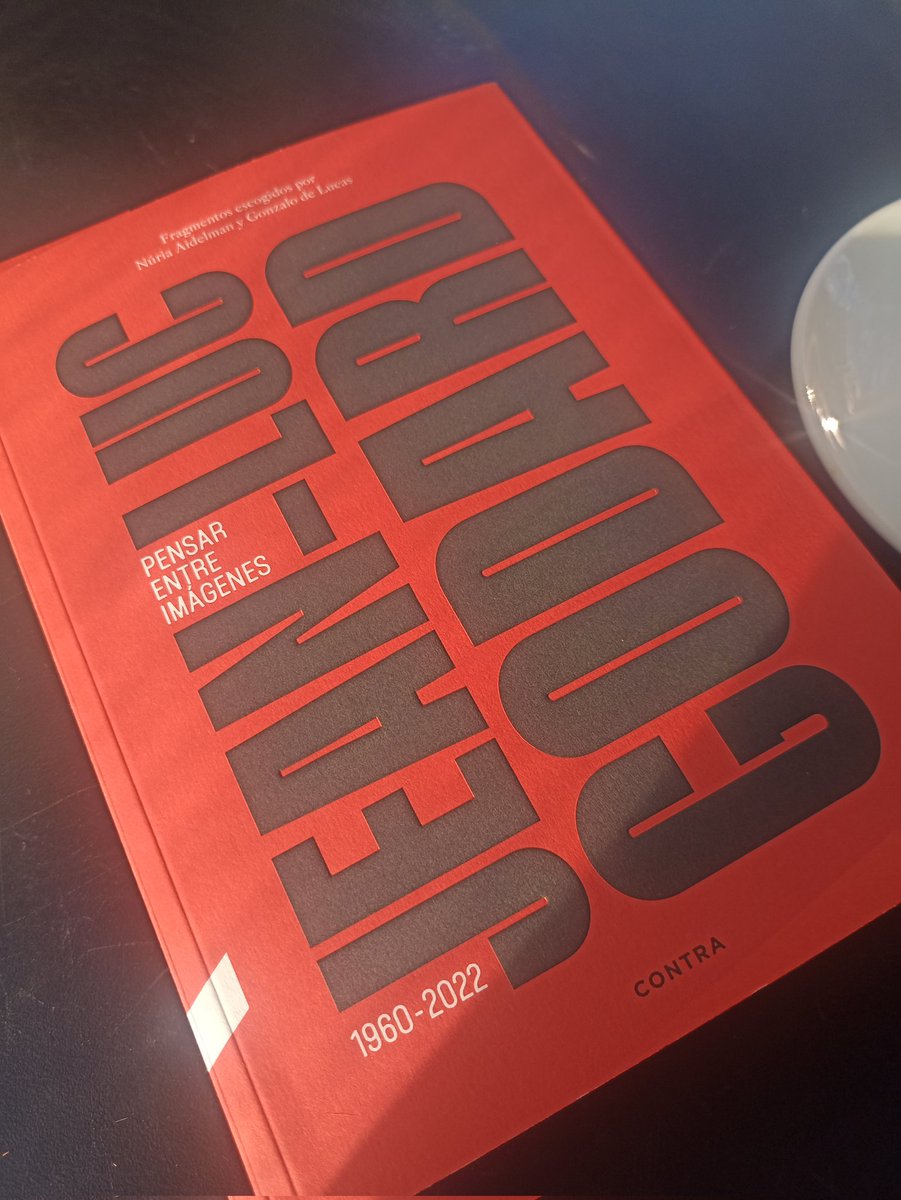 Fragmentos escogidos por
Núria Aidelman y Gonzalo de Lucas
JEAN-LUC
GODARD
PENSAR
ENTRE
IMÁGENES
1960-2022
CONTRA